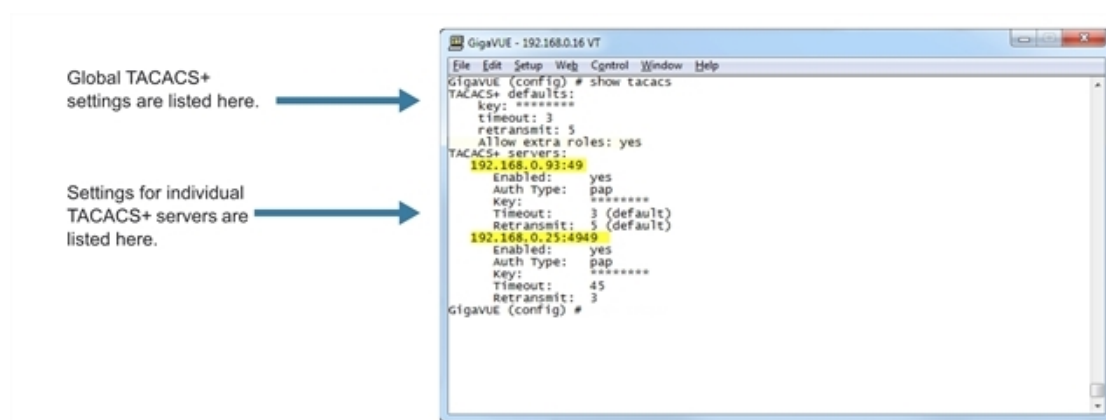 Global TACACS+
settings are listed here.
Settings for individual
TACACS+ servers are
listed here.
GigaVUE - 192.168.0.16 VT
File Edit Setup Web Control Window Help
GigaVUE (config) # show tacacs
TACACS+ defaults:
key: ********
timeout: 3
retransmit: 5
Allow extra roles: yes
TACACS+ servers:
192.168.0.93:49
Enabled: yes
Auth Type: pap
Key: ********
Timeout: 3 (default)
Retransmit: 5 (default)
192.168.0.25:4949
Enabled: yes
Auth Type: pap
Key: ********
Timeout: 45
Retransmit: 3
GigaVUE (config) #